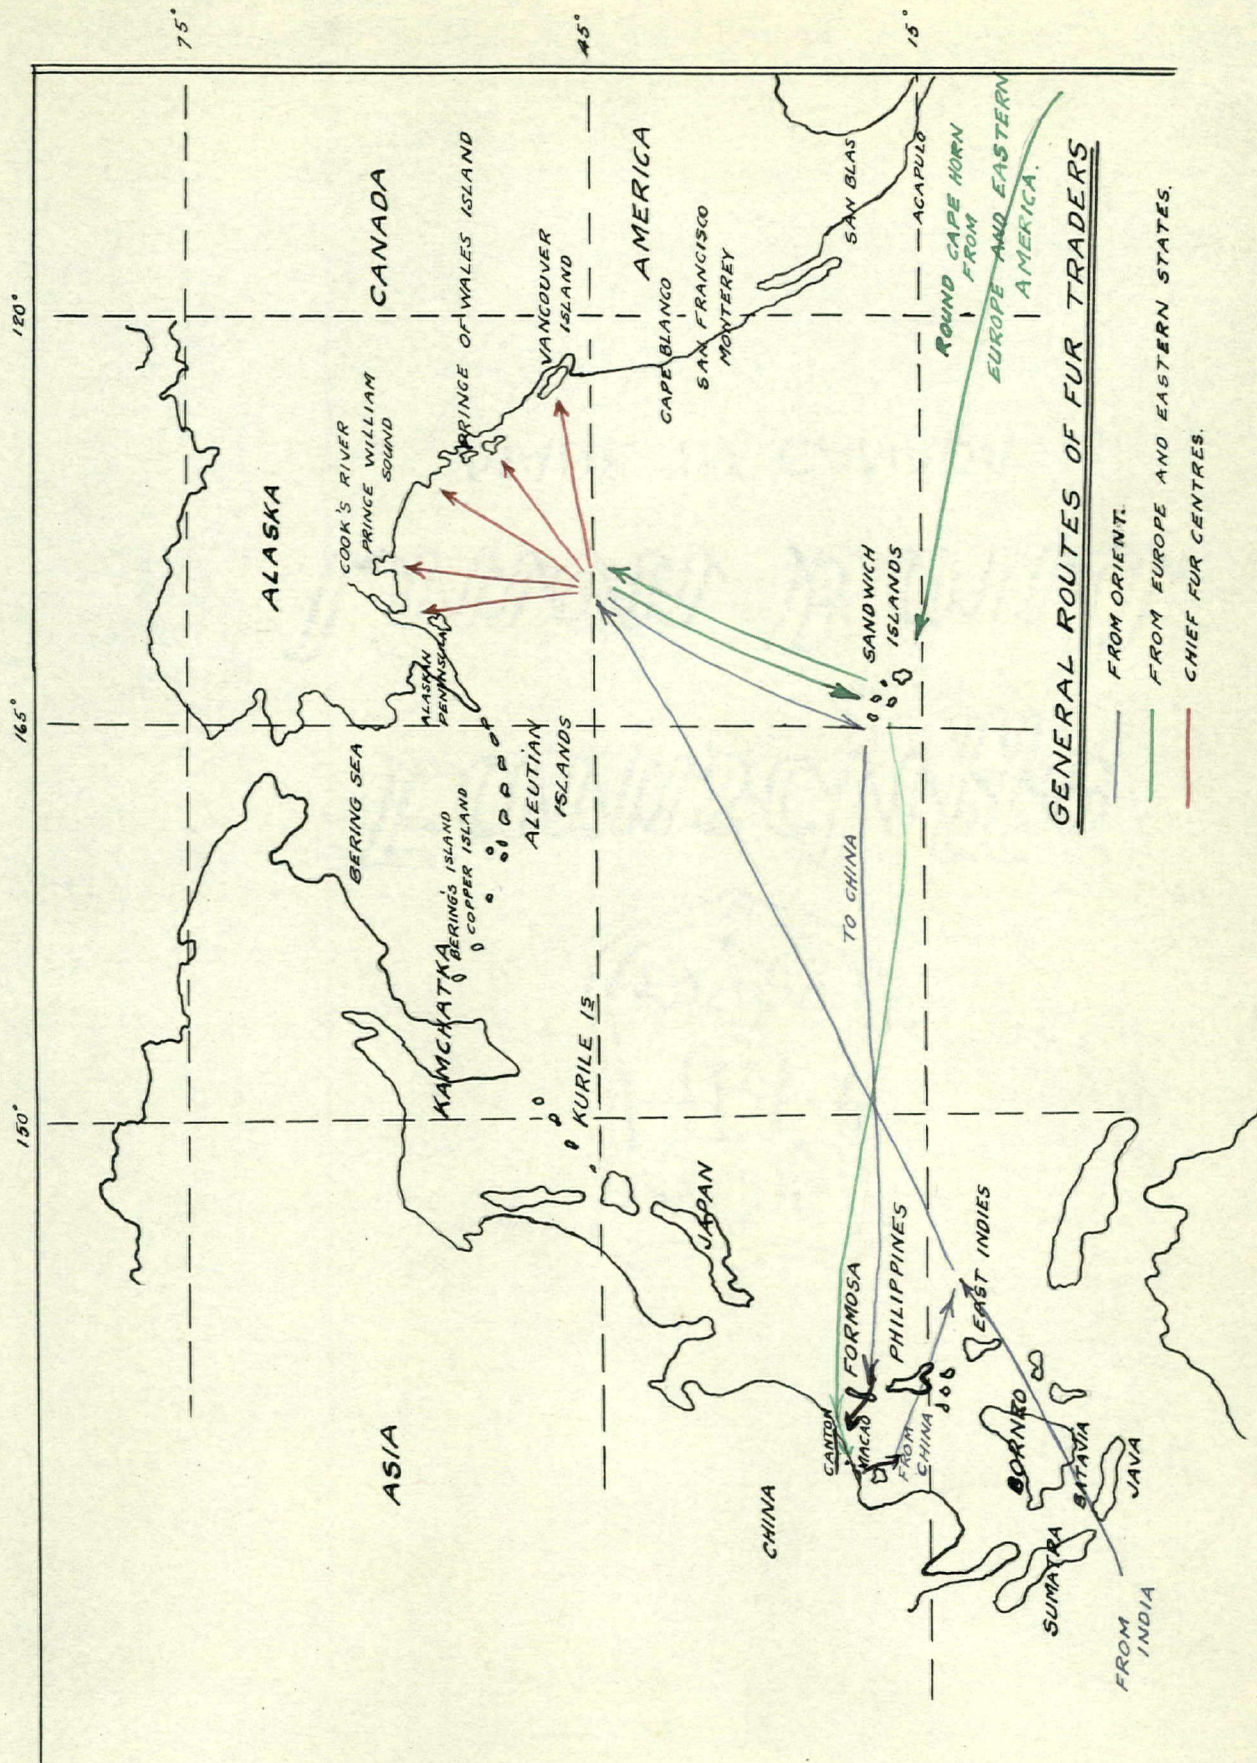 150°
165°
120°
75°
45°
15°
ASIA
CHINA
KAMCHATKA
BERING SEA
BERING'S ISLAND
COPPER ISLAND
ALEUTIAN
ISLANDS
KURILE IS
JAPAN
ALASKA
ALASKAN
PENINSULA
COOK'S RIVER
PRINCE WILLIAM
SOUND
CANADA
PRINCE OF WALES ISLAND
VANCOUVER
ISLAND
AMERICA
CAPE BLANCO
SAN FRANCISCO
MONTEREY
SAN BLAS
ACAPULO
SANDWICH
ISLANDS
TO CHINA
CANTON
MACAO
FORMOSA
PHILIPPINES
FROM
CHINA
EAST INDIES
BORNEO
BATAVIA
JAVA
SUMATRA
FROM
INDIA
ROUND CAPE HORN
FROM
EUROPE AND EASTERN
AMERICA.
GENERAL ROUTES OF FUR TRADERS
FROM ORIENT.
FROM EUROPE AND EASTERN STATES.
CHIEF FUR CENTRES.